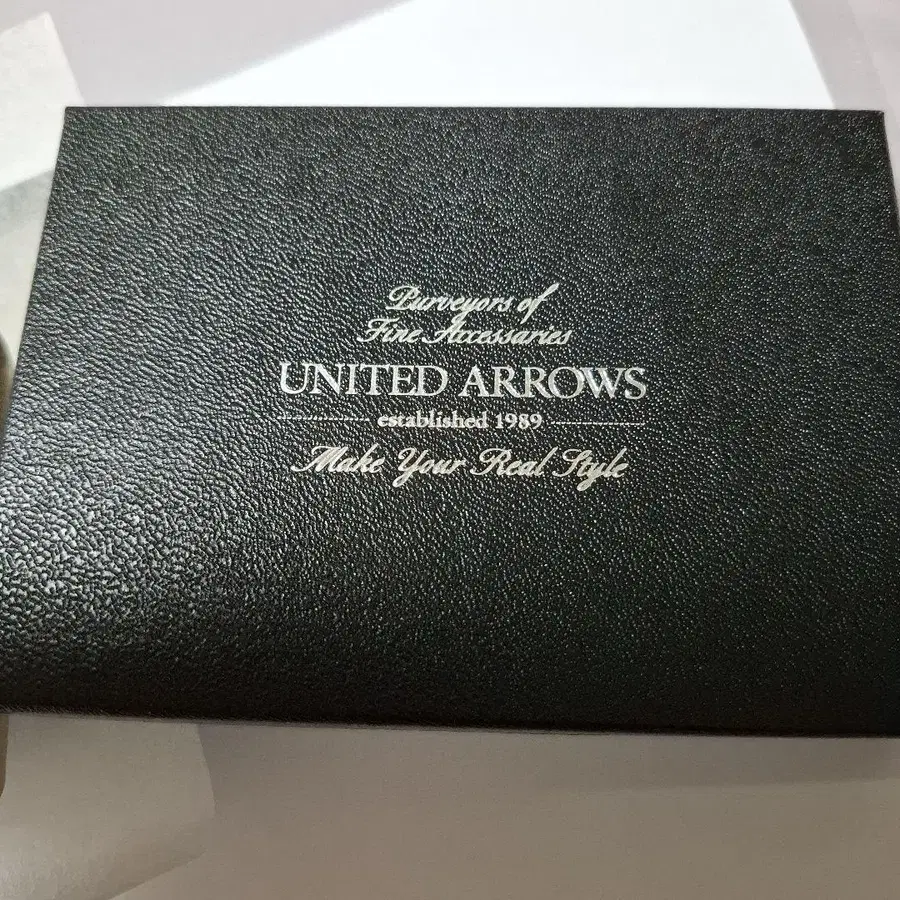 Purveyors of
Fine Accessaries
UNITED ARROWS
established 1989
Make Your Real Style